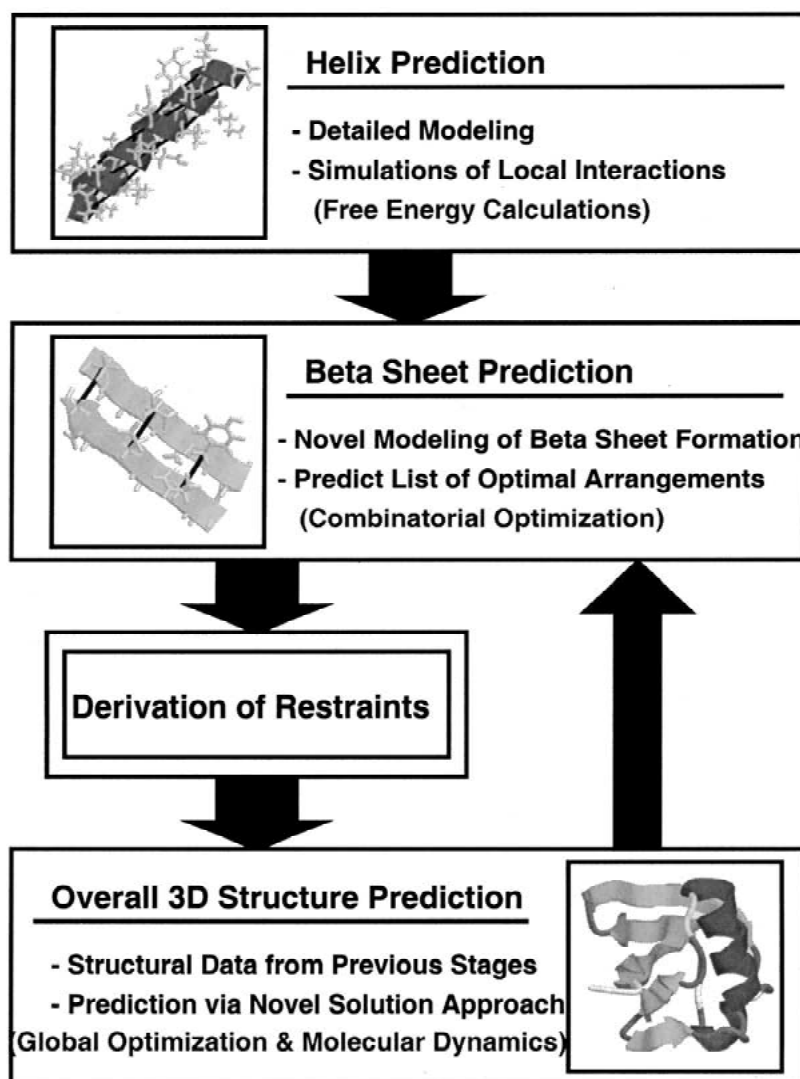 Helix Prediction
- Detailed Modeling
- Simulations of Local Interactions
(Free Energy Calculations)
Beta Sheet Prediction
- Novel Modeling of Beta Sheet Formation
- Predict List of Optimal Arrangements
(Combinatorial Optimization)
Derivation of Restraints
Overall 3D Structure Prediction
- Structural Data from Previous Stages
- Prediction via Novel Solution Approach
(Global Optimization & Molecular Dynamics)